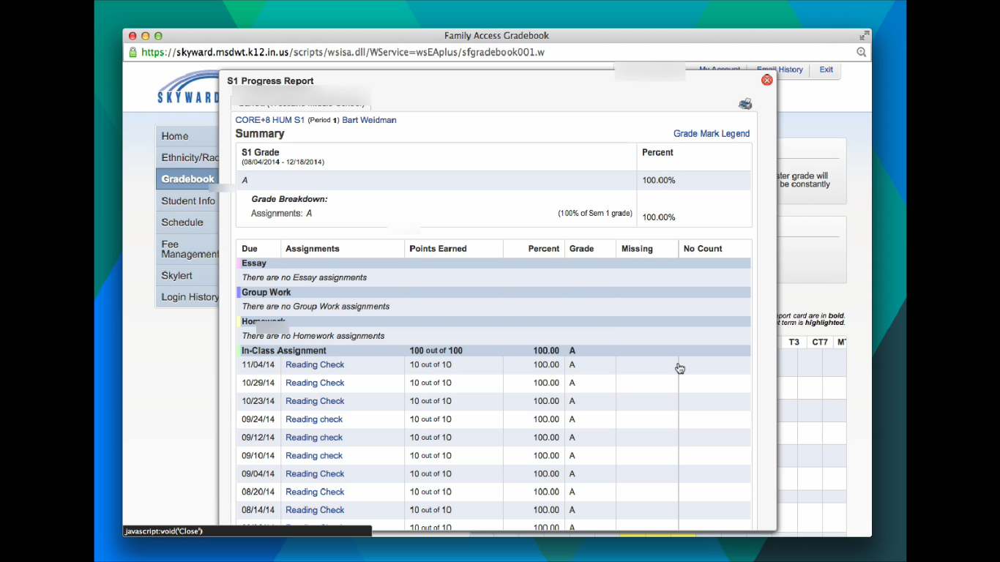 Family Access Gradebook
https://skyward.msdwt.k12.in.us/scripts/wsisa.dll/WService=wsEAplus/sfgradebook001.w
SKYWARD
My Account Email History Exit
S1 Progress Report
CORE+8 HUM S1 (Period 1) Bart Weidman
Summary
Grade Mark Legend
Home
Ethnicity/Rac
Gradebook
Student Info
Schedule
Fee
Management
Skylert
Login History
S1 Grade Percent
(08/04/2014 - 12/18/2014)
A 100.00%
Grade Breakdown:
Assignments: A (100% of Sem 1 grade) 100.00%
Due Assignments Points Earned Percent Grade Missing No Count
Essay
There are no Essay assignments
Group Work
There are no Group Work assignments
Homework
There are no Homework assignments
In-Class Assignment 100 out of 100 100.00 A
11/04/14 Reading Check 10 out of 10 100.00 A
10/29/14 Reading Check 10 out of 10 100.00 A
10/23/14 Reading Check 10 out of 10 100.00 A
09/24/14 Reading check 10 out of 10 100.00 A
09/12/14 Reading check 10 out of 10 100.00 A
09/10/14 Reading check 10 out of 10 100.00 A
09/04/14 Reading Check 10 out of 10 100.00 A
08/20/14 Reading Check 10 out of 10 100.00 A
08/14/14 Reading Check 10 out of 10 100.00 A
10 out of 10 100.00 A
ster grade will
be constantly
port card are in bold.
t term is highlighted.
T3 CT7
javascript:void('Close')